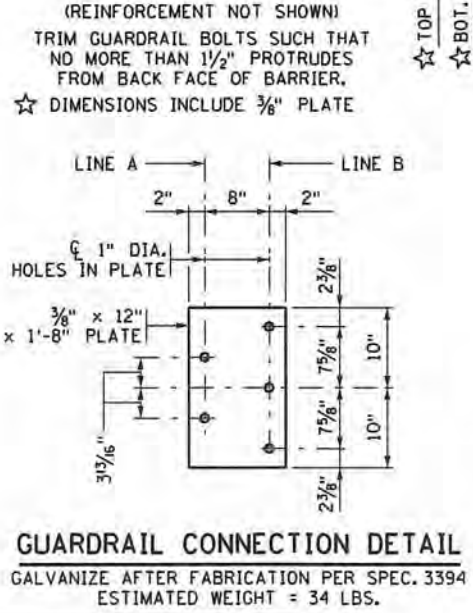 (REINFORCEMENT NOT SHOWN)
TRIM GUARDRAIL BOLTS SUCH THAT
NO MORE THAN 1½" PROTRUDES
FROM BACK FACE OF BARRIER.
☆ DIMENSIONS INCLUDE ⅜" PLATE
☆ TOP
☆ BOT.
LINE A
LINE B
2" 8" 2"
℄ 1" DIA.
HOLES IN PLATE
⅜" x 12"
x 1'-8" PLATE
3¹³⁄₁₆"
2⅜"
7⅝"
7⅝"
2⅜"
10"
10"
GUARDRAIL CONNECTION DETAIL
GALVANIZE AFTER FABRICATION PER SPEC. 3394
ESTIMATED WEIGHT = 34 LBS.